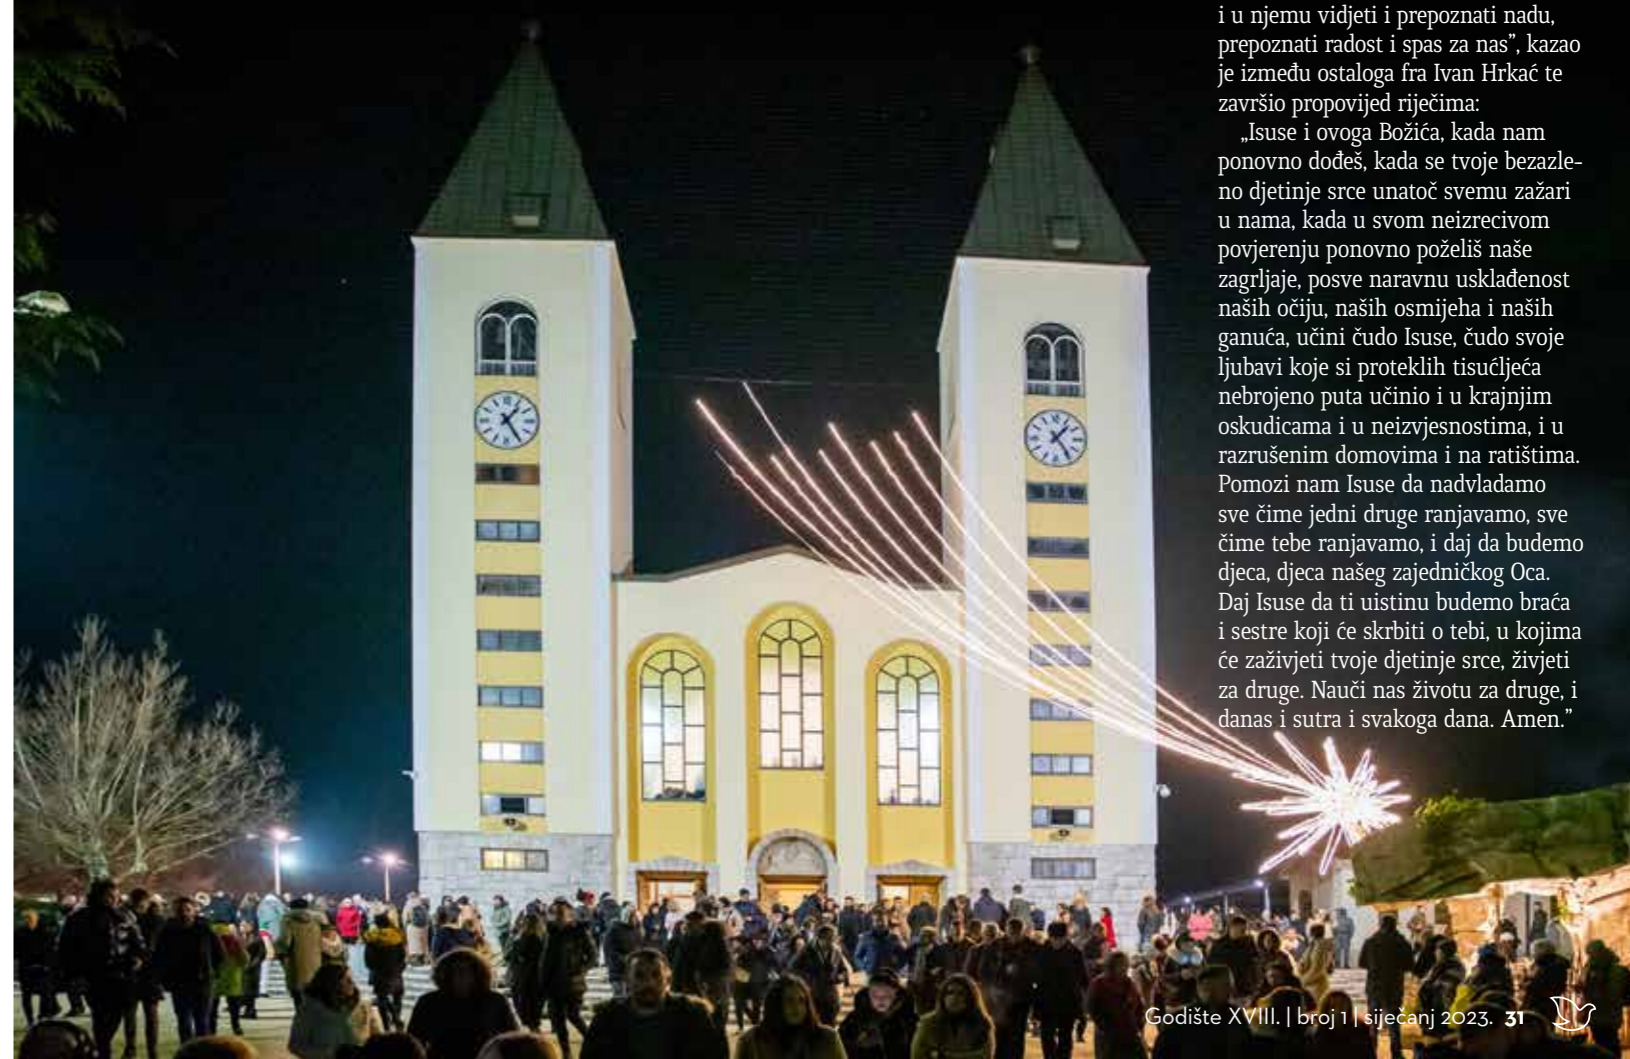 i u njemu vidjeti i prepoznati nadu,
prepoznati radost i spas za nas”, kazao
je između ostaloga fra Ivan Hrkać te
završio propovijed riječima:
„Isuse i ovoga Božića, kada nam
ponovno dođeš, kada se tvoje bezazle-
no djetinje srce unatoč svemu zažari
u nama, kada u svom neizrecivom
povjerenju ponovno poželiš naše
zagrljaje, posve naravnu usklađenost
naših očiju, naših osmijeha i naših
ganuća, učini čudo Isuse, čudo svoje
ljubavi koje si proteklih tisućljeća
nebrojeno puta učinio i u krajnjim
oskudicama i u neizvjesnostima, i u
razrušenim domovima i na ratištima.
Pomozi nam Isuse da nadvladamo
sve čime jedni druge ranjavamo, sve
čime tebe ranjavamo, i daj da budemo
djeca, djeca našeg zajedničkog Oca.
Daj Isuse da ti uistinu budemo braća
i sestre koji će skrbiti o tebi, u kojima
će zaživjeti tvoje djetinje srce, živjeti
za druge. Nauči nas životu za druge, i
danas i sutra i svakoga dana. Amen.”
Godište XVIII. | broj 1 | siječanj 2023. 31